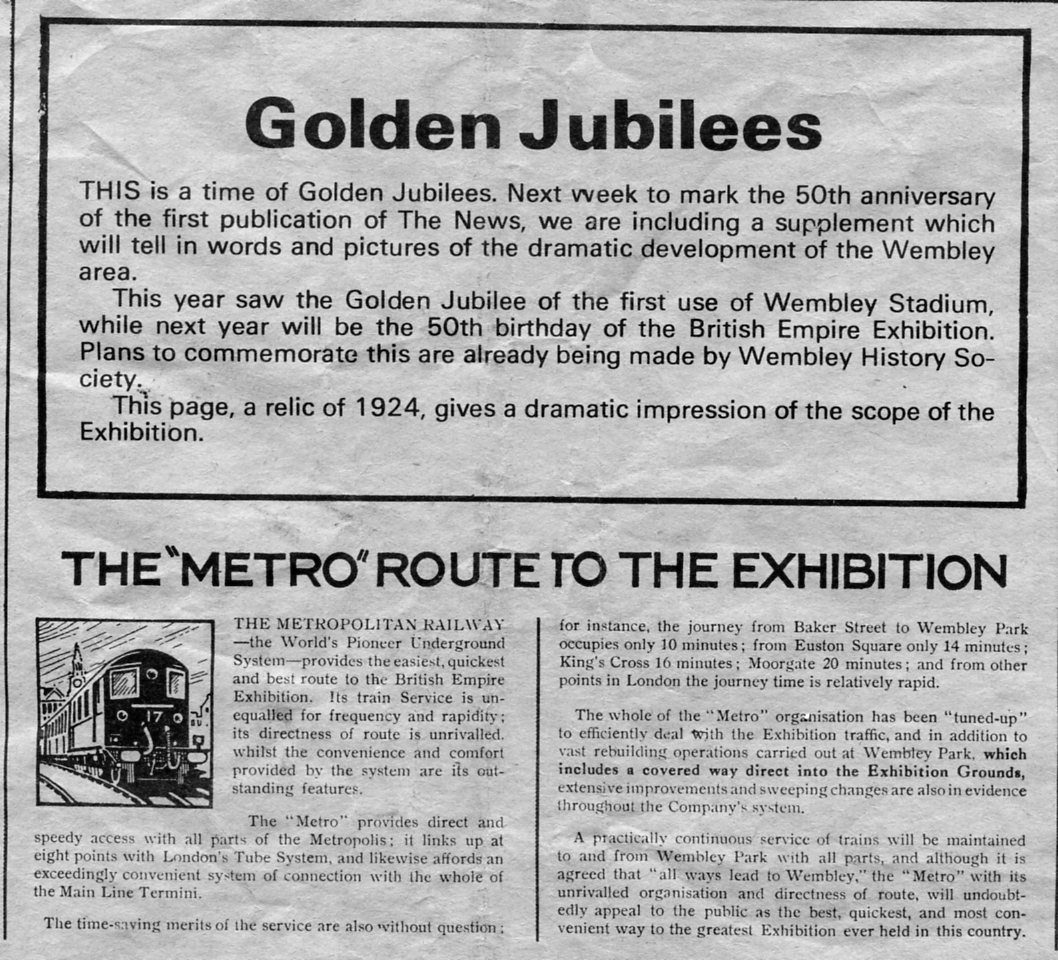 Golden Jubilees
THIS is a time of Golden Jubilees. Next week to mark the 50th anniversary
of the first publication of The News, we are including a supplement which
will tell in words and pictures of the dramatic development of the Wembley
area.
This year saw the Golden Jubilee of the first use of Wembley Stadium,
while next year will be the 50th birthday of the British Empire Exhibition.
Plans to commemorate this are already being made by Wembley History So-
ciety.
This page, a relic of 1924, gives a dramatic impression of the scope of the
Exhibition.
THE "METRO" ROUTE TO THE EXHIBITION
17
THE METROPOLITAN RAILWAY
—the World's Pioneer Underground
System—provides the easiest, quickest
and best route to the British Empire
Exhibition. Its train Service is un-
equalled for frequency and rapidity;
its directness of route is unrivalled,
whilst the convenience and comfort
provided by the system are its out-
standing features.
The "Metro" provides direct and
speedy access with all parts of the Metropolis; it links up at
eight points with London's Tube System, and likewise affords an
exceedingly convenient system of connection with the whole of
the Main Line Termini.
The time-saving merits of the service are also without question;
for instance, the journey from Baker Street to Wembley Park
occupies only 10 minutes; from Euston Square only 14 minutes;
King's Cross 16 minutes; Moorgate 20 minutes; and from other
points in London the journey time is relatively rapid.
The whole of the "Metro" organisation has been "tuned-up"
to efficiently deal with the Exhibition traffic, and in addition to
vast rebuilding operations carried out at Wembley Park, which
includes a covered way direct into the Exhibition Grounds,
extensive improvements and sweeping changes are also in evidence
throughout the Company's system.
A practically continuous service of trains will be maintained
to and from Wembley Park with all parts, and although it is
agreed that "all ways lead to Wembley," the "Metro" with its
unrivalled organisation and directness of route, will undoubt-
edly appeal to the public as the best, quickest, and most con-
venient way to the greatest Exhibition ever held in this country.